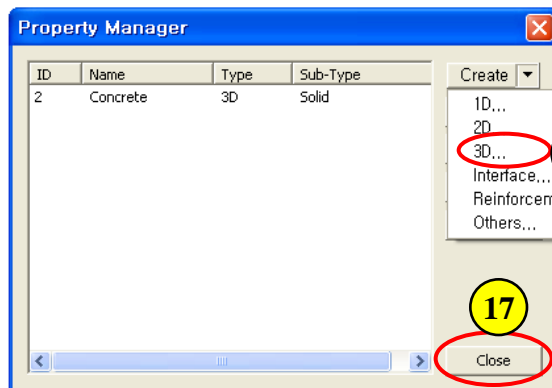 Property Manager
ID Name Type Sub-Type
2 Concrete 3D Solid
Create
1D...
2D
3D...
Interface...
Reinforcem
Others...
17
Close